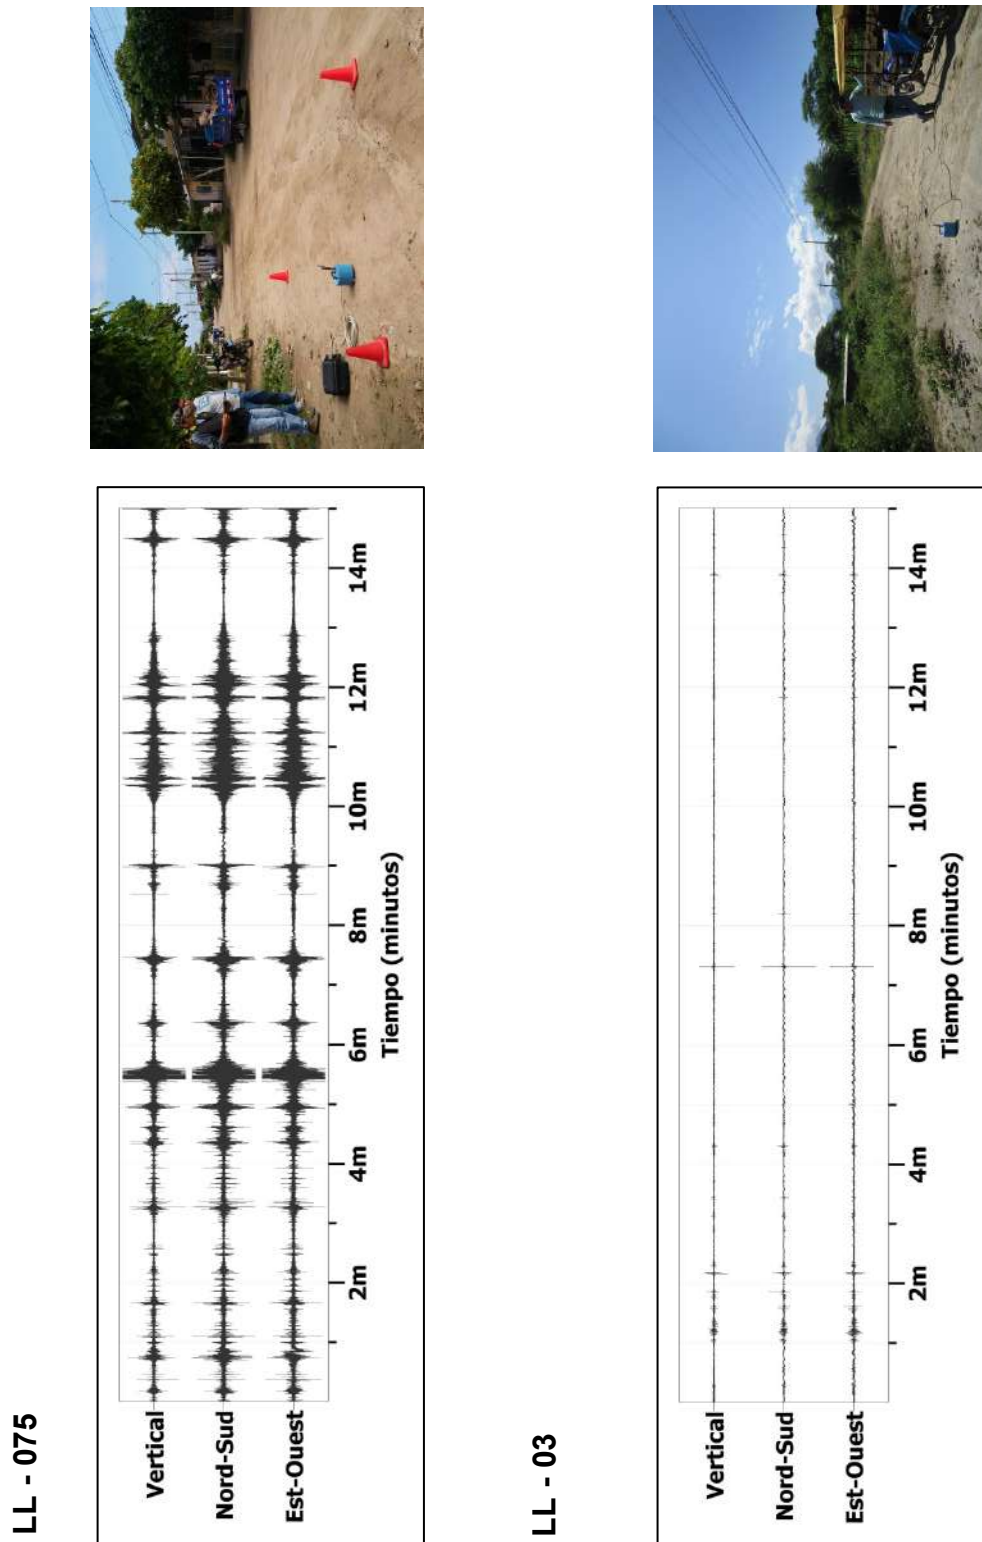 LL - 075
Vertical
Nord-Sud
Est-Ouest
2m 4m 6m 8m 10m 12m 14m
Tiempo (minutos)
LL - 03
Vertical
Nord-Sud
Est-Ouest
2m 4m 6m 8m 10m 12m 14m
Tiempo (minutos)